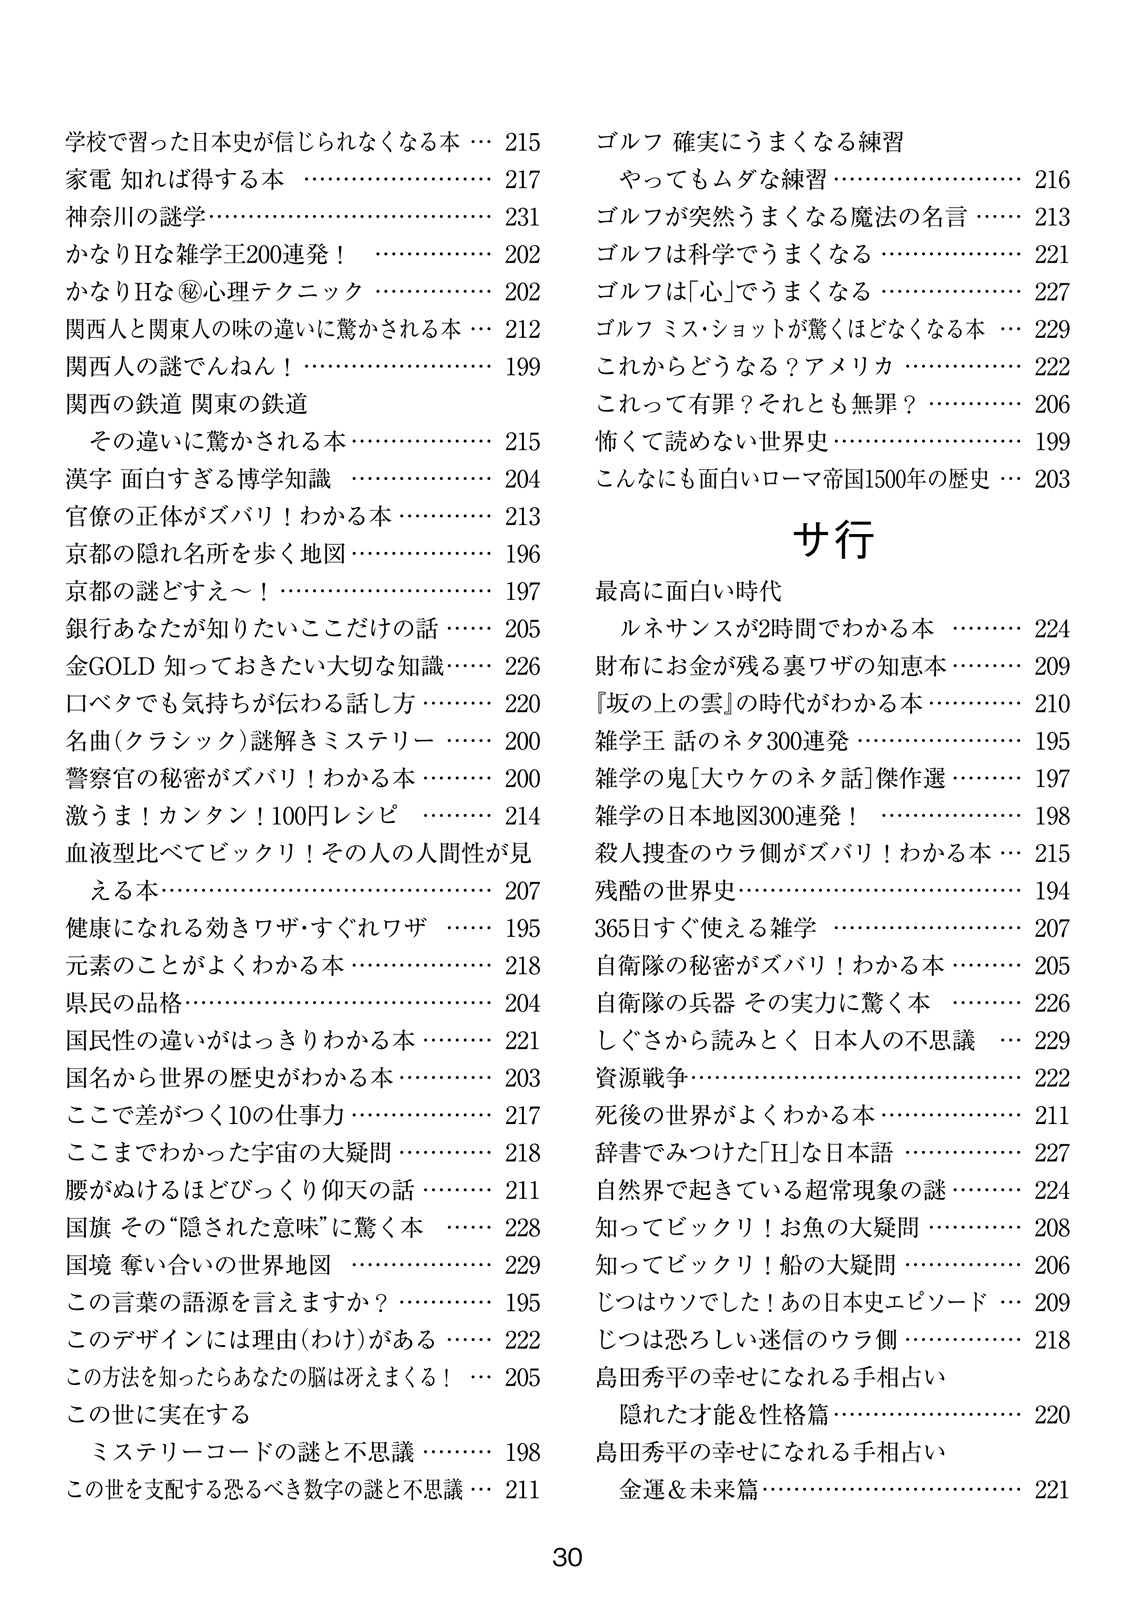 学校で習った日本史が信じられなくなる本 … 215
家電 知れば得する本 …………………… 217
神奈川の謎学……………………………… 231
かなりHな雑学王200連発！ …………… 202
かなりHな㊙心理テクニック …………… 202
関西人と関東人の味の違いに驚かされる本 … 212
関西人の謎でんねん！…………………… 199
関西の鉄道 関東の鉄道
その違いに驚かされる本……………… 215
漢字 面白すぎる博学知識 ……………… 204
官僚の正体がズバリ！わかる本………… 213
京都の隠れ名所を歩く地図……………… 196
京都の謎どすえ〜！……………………… 197
銀行あなたが知りたいここだけの話…… 205
金GOLD 知っておきたい大切な知識…… 226
口ベタでも気持ちが伝わる話し方……… 220
名曲（クラシック）謎解きミステリー …… 200
警察官の秘密がズバリ！わかる本……… 200
激うま！カンタン！100円レシピ ……… 214
血液型比べてビックリ！その人の人間性が見
える本…………………………………… 207
健康になれる効きワザ・すぐれワザ …… 195
元素のことがよくわかる本……………… 218
県民の品格………………………………… 204
国民性の違いがはっきりわかる本……… 221
国名から世界の歴史がわかる本………… 203
ここで差がつく10の仕事力……………… 217
ここまでわかった宇宙の大疑問………… 218
腰がぬけるほどびっくり仰天の話……… 211
国旗 その“隠された意味”に驚く本 …… 228
国境 奪い合いの世界地図 ……………… 229
この言葉の語源を言えますか？………… 195
このデザインには理由（わけ）がある …… 222
この方法を知ったらあなたの脳は冴えまくる！ … 205
この世に実在する
ミステリーコードの謎と不思議……… 198
この世を支配する恐るべき数字の謎と不思議… 211
ゴルフ 確実にうまくなる練習
やってもムダな練習…………………… 216
ゴルフが突然うまくなる魔法の名言…… 213
ゴルフは科学でうまくなる……………… 221
ゴルフは「心」でうまくなる……………… 227
ゴルフ ミス・ショットが驚くほどなくなる本 … 229
これからどうなる？アメリカ…………… 222
これって有罪？それとも無罪？………… 206
怖くて読めない世界史…………………… 199
こんなにも面白いローマ帝国1500年の歴史… 203
サ行
最高に面白い時代
ルネサンスが2時間でわかる本 ……… 224
財布にお金が残る裏ワザの知恵本……… 209
『坂の上の雲』の時代がわかる本………… 210
雑学王 話のネタ300連発………………… 195
雑学の鬼［大ウケのネタ話］傑作選……… 197
雑学の日本地図300連発！ ……………… 198
殺人捜査のウラ側がズバリ！わかる本… 215
残酷の世界史……………………………… 194
365日すぐ使える雑学 …………………… 207
自衛隊の秘密がズバリ！わかる本……… 205
自衛隊の兵器 その実力に驚く本 ……… 226
しぐさから読みとく 日本人の不思議 … 229
資源戦争…………………………………… 222
死後の世界がよくわかる本……………… 211
辞書でみつけた「H」な日本語 …………… 227
自然界で起きている超常現象の謎……… 224
知ってビックリ！お魚の大疑問………… 208
知ってビックリ！船の大疑問…………… 206
じつはウソでした！あの日本史エピソード … 209
じつは恐ろしい迷信のウラ側…………… 218
島田秀平の幸せになれる手相占い
隠れた才能＆性格篇…………………… 220
島田秀平の幸せになれる手相占い
金運＆未来篇…………………………… 221
30